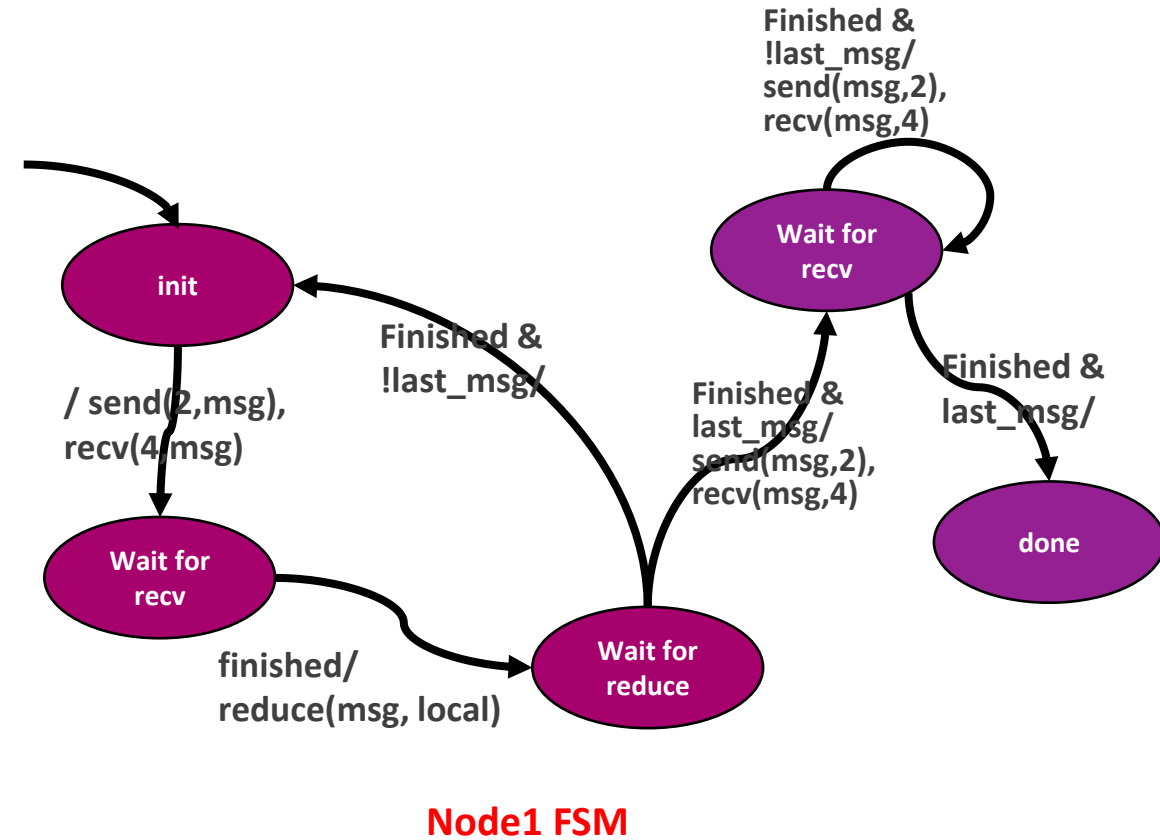 Finished &
!last_msg/
send(msg,2),
recv(msg,4)
Wait for
recv
init
Finished &
!last_msg/
Finished &
last_msg/
/ send(2,msg),
recv(4,msg)
Finished &
last_msg/
send(msg,2),
recv(msg,4)
Wait for
recv
done
finished/
reduce(msg, local)
Wait for
reduce
Node1 FSM